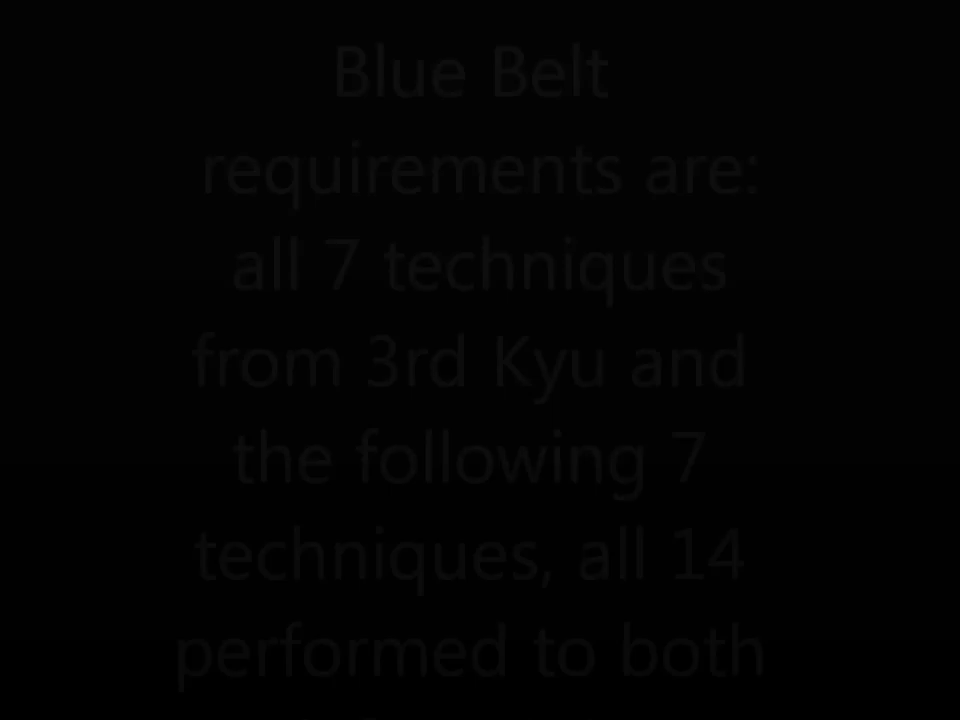 Blue Belt
requirements are:
all 7 techniques
from 3rd Kyu and
the following 7
techniques, all 14
performed to both